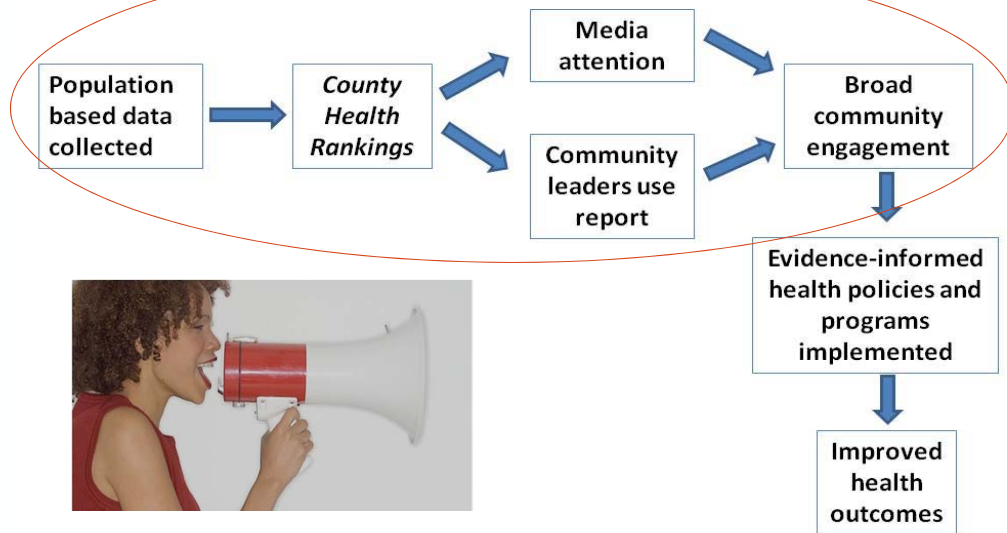 Population
based data
collected
County
Health
Rankings
Media
attention
Community
leaders use
report
Broad
community
engagement
Evidence-informed
health policies and
programs
implemented
Improved
health
outcomes